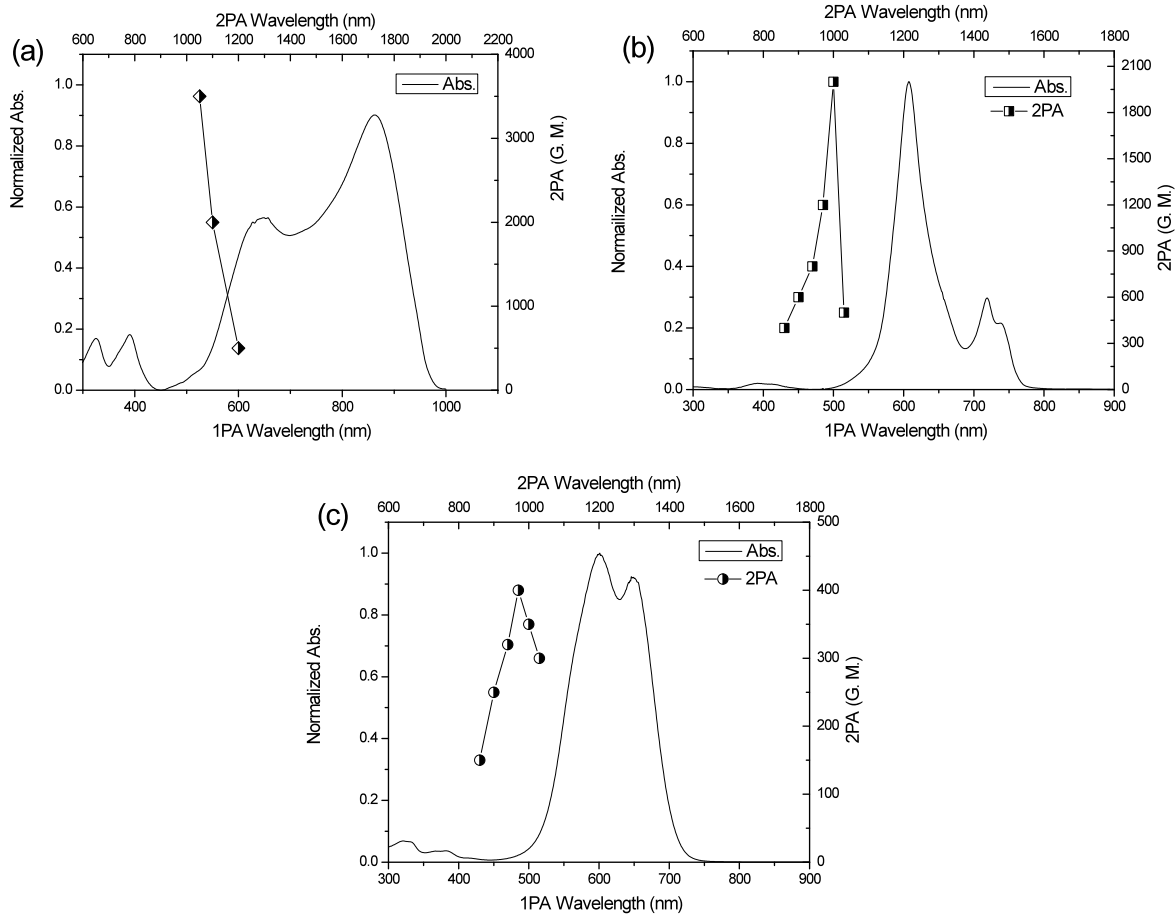 (a)
2PA Wavelength (nm)
600 800 1000 1200 1400 1600 1800 2000 2200
Abs.
Normalized Abs.
1.0
0.8
0.6
0.4
0.2
0.0
4000
3000
2000
1000
0
2PA (G. M.)
400 600 800 1000
1PA Wavelength (nm)
(b)
2PA Wavelength (nm)
600 800 1000 1200 1400 1600 1800
Abs.
2PA
Normailized Abs.
1.0
0.8
0.6
0.4
0.2
0.0
2100
1800
1500
1200
900
600
300
0
2PA (G. M.)
300 400 500 600 700 800 900
1PA Wavelength (nm)
(c)
2PA Wavelength (nm)
600 800 1000 1200 1400 1600 1800
Abs.
2PA
Normalized Abs.
1.0
0.8
0.6
0.4
0.2
0.0
500
400
300
200
100
0
2PA (G. M.)
300 400 500 600 700 800 900
1PA Wavelength (nm)